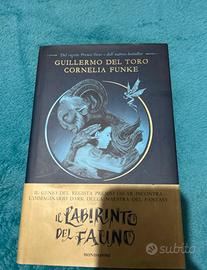 Dal regista Premio Oscar e dall'autrice bestseller
GUILLERMO DEL TORO
CORNELIA FUNKE
IL GENIO DEL REGISTA PREMIO OSCAR INCONTRA
L'IMMAGINARIO DARK DELLA MAESTRA DEL FANTASY
IL LABIRINTO
DEL FAUNO
MONDADORI
subito